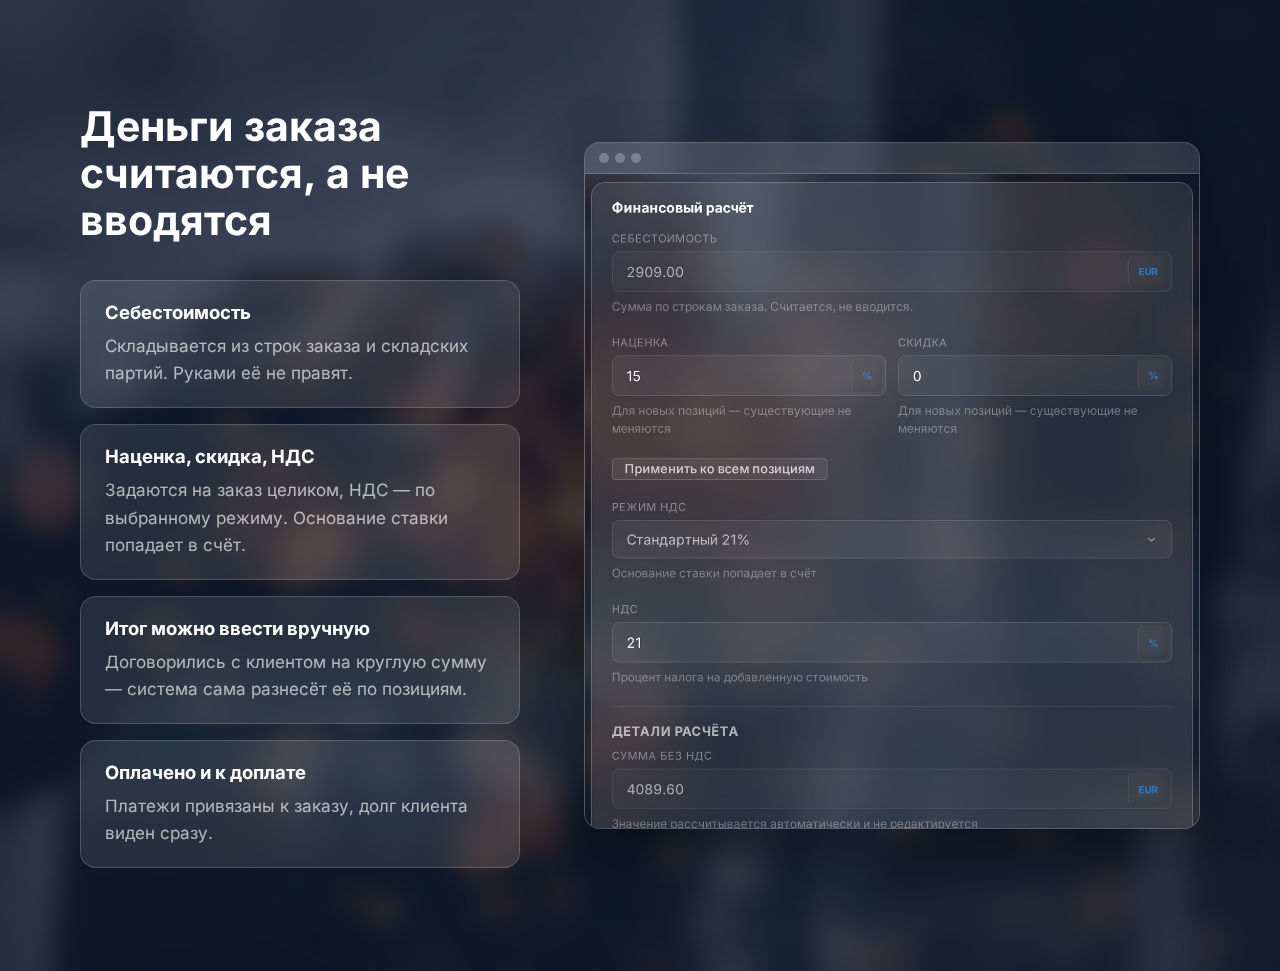 Деньги заказа
считаются, а не
вводятся
Себестоимость
Складывается из строк заказа и складских
партий. Руками её не правят.
Наценка, скидка, НДС
Задаются на заказ целиком, НДС — по
выбранному режиму. Основание ставки
попадает в счёт.
Итог можно ввести вручную
Договорились с клиентом на круглую сумму
— система сама разнесёт её по позициям.
Оплачено и к доплате
Платежи привязаны к заказу, долг клиента
виден сразу.
Финансовый расчёт
СЕБЕСТОИМОСТЬ
2909.00 EUR
Сумма по строкам заказа. Считается, не вводится.
НАЦЕНКА СКИДКА
15 % 0 %
Для новых позиций — существующие не Для новых позиций — существующие не
меняются меняются
Применить ко всем позициям
РЕЖИМ НДС
Стандартный 21%
Основание ставки попадает в счёт
НДС
21 %
Процент налога на добавленную стоимость
ДЕТАЛИ РАСЧЁТА
СУММА БЕЗ НДС
4089.60 EUR
Значение рассчитывается автоматически и не редактируется